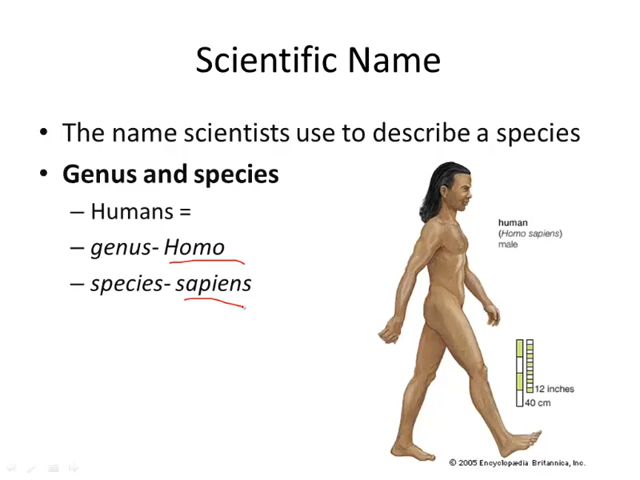 Scientific Name
• The name scientists use to describe a species
• Genus and species
– Humans =
– genus- Homo
– species- sapiens
human
(Homo sapiens)
male
12 inches
40 cm
© 2005 Encyclopædia Britannica, Inc.